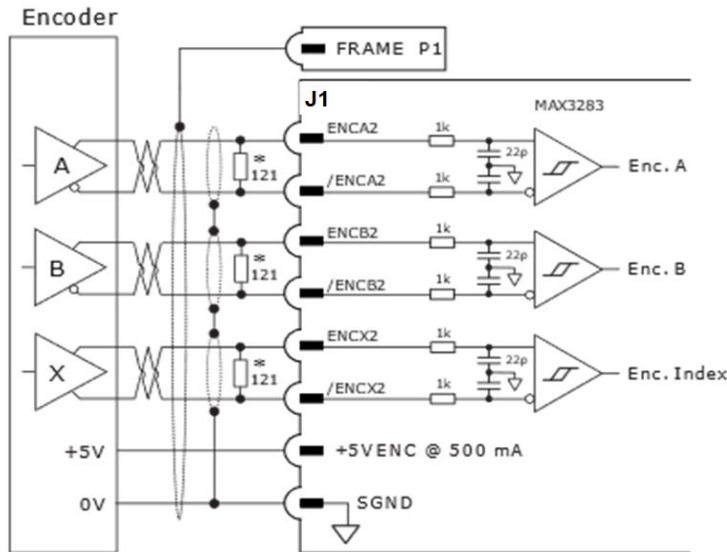 Encoder
FRAME P1
J1
MAX3283
A
*
121
ENCA2
1k
22p
/ENCA2
1k
Enc.A
B
*
121
ENCB2
1k
22p
/ENCB2
1k
Enc.B
X
*
121
ENCX2
1k
22p
/ENCX2
1k
Enc.Index
+5V
+5VENC @ 500 mA
0V
SGND